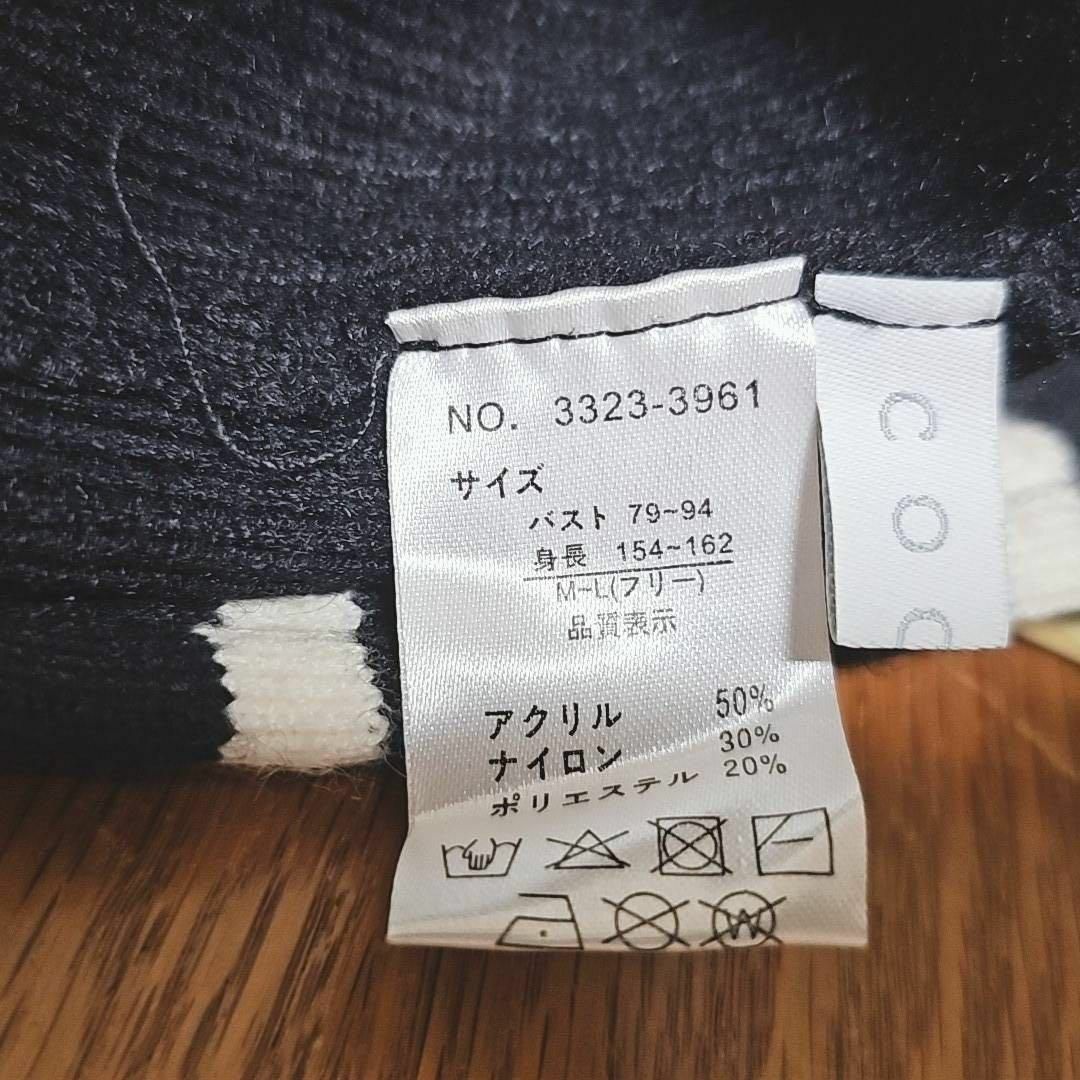 NO. 3323-3961
サイズ
バスト 79~94
身長 154~162
M~L(フリー)
品質表示
アクリル 50%
ナイロン 30%
ポリエステル 20%
W
C O C